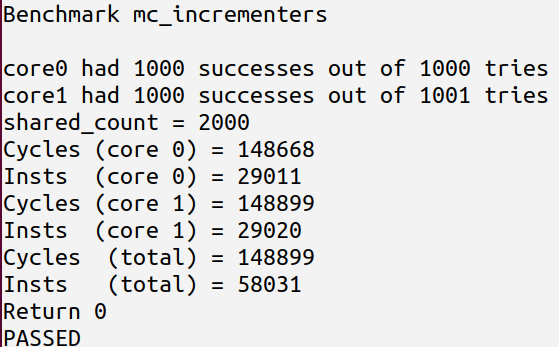 Benchmark mc_incrementers

core0 had 1000 successes out of 1000 tries
core1 had 1000 successes out of 1001 tries
shared_count = 2000
Cycles (core 0) = 148668
Insts  (core 0) = 29011
Cycles (core 1) = 148899
Insts  (core 1) = 29020
Cycles  (total) = 148899
Insts   (total) = 58031
Return 0
PASSED